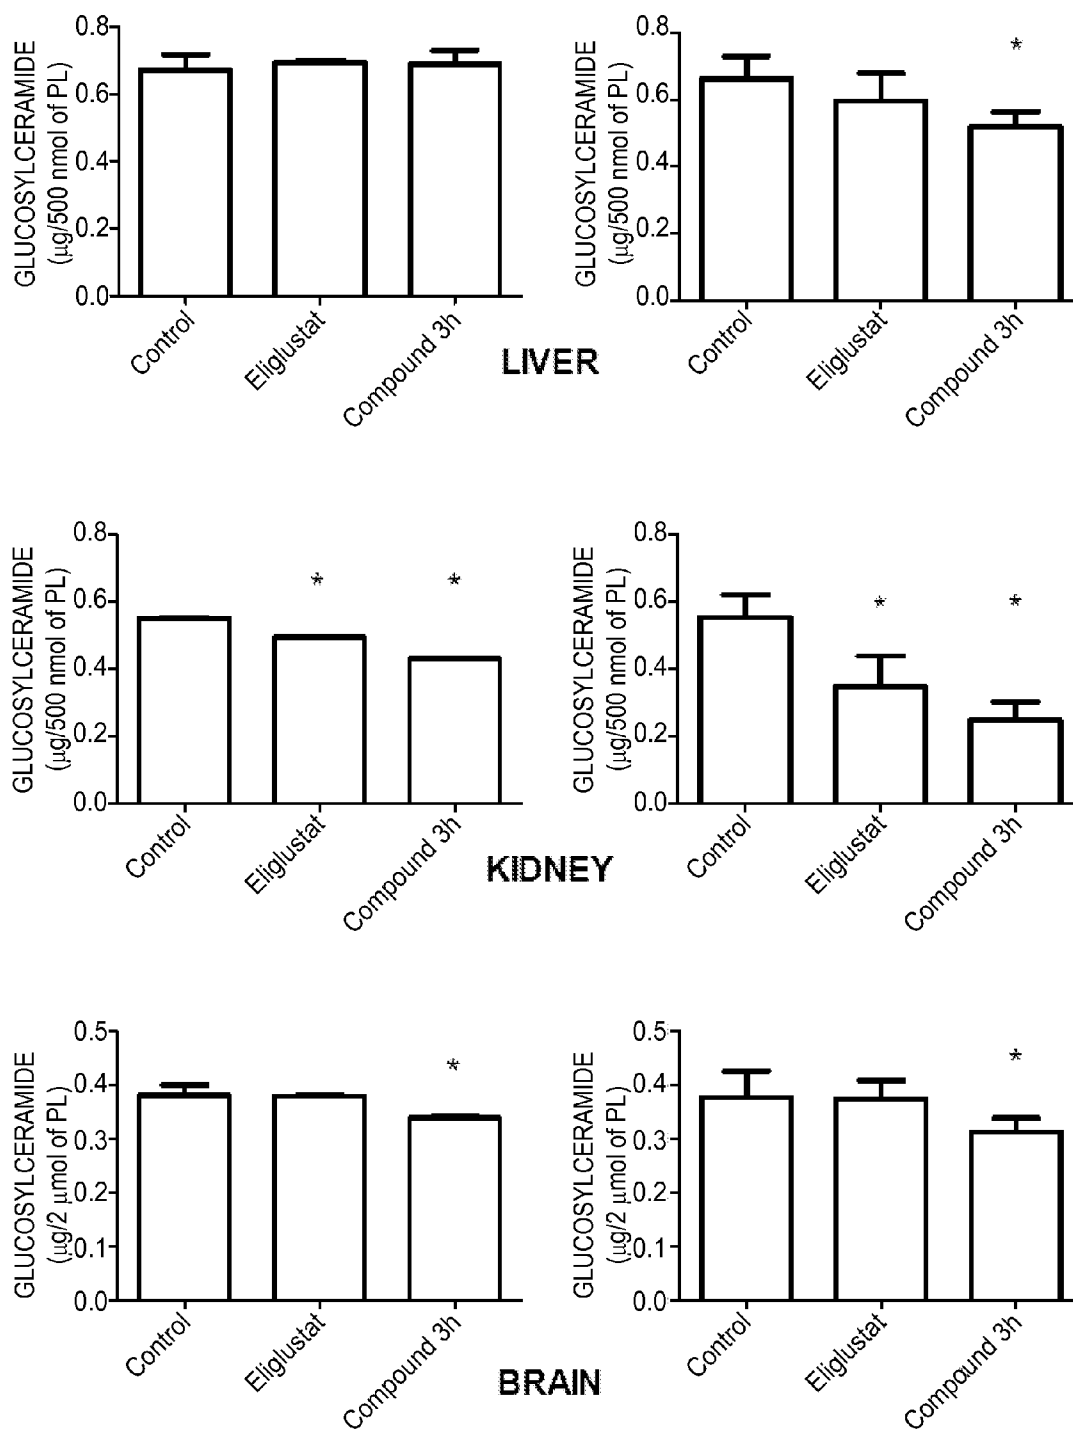 GLUCOSYLCERAMIDE
(µg/500 nmol of PL)
0.8
0.6
0.4
0.2
0.0
Control
Eliglustat
Compound 3h
GLUCOSYLCERAMIDE
(µg/500 nmol of PL)
0.8
0.6
0.4
0.2
0.0
*
Control
Eliglustat
Compound 3h
LIVER
GLUCOSYLCERAMIDE
(µg/500 nmol of PL)
0.8
0.6
0.4
0.2
0.0
* *
Control
Eliglustat
Compound 3h
GLUCOSYLCERAMIDE
(µg/500 nmol of PL)
0.8
0.6
0.4
0.2
0.0
* *
Control
Eliglustat
Compound 3h
KIDNEY
GLUCOSYLCERAMIDE
(µg/2 µmol of PL)
0.5
0.4
0.3
0.2
0.1
0.0
*
Control
Eliglustat
Compound 3h
GLUCOSYLCERAMIDE
(µg/2 µmol of PL)
0.5
0.4
0.3
0.2
0.1
0.0
*
Control
Eliglustat
Compound 3h
BRAIN